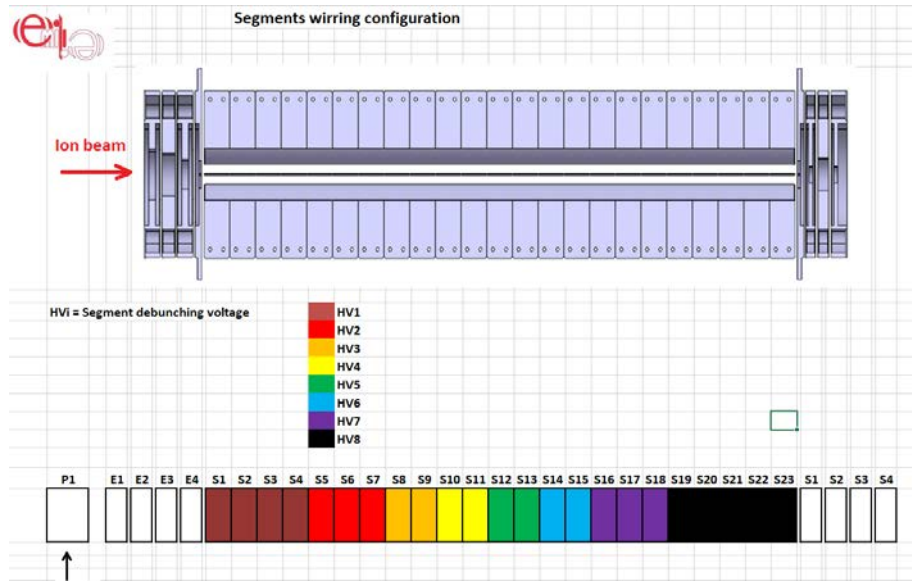 Segments wirring configuration
emilie
Ion beam
HVi = Segment debunching voltage
HV1
HV2
HV3
HV4
HV5
HV6
HV7
HV8
P1 E1 E2 E3 E4 S1 S2 S3 S4 S5 S6 S7 S8 S9 S10 S11 S12 S13 S14 S15 S16 S17 S18 S19 S20 S21 S22 S23 S1 S2 S3 S4